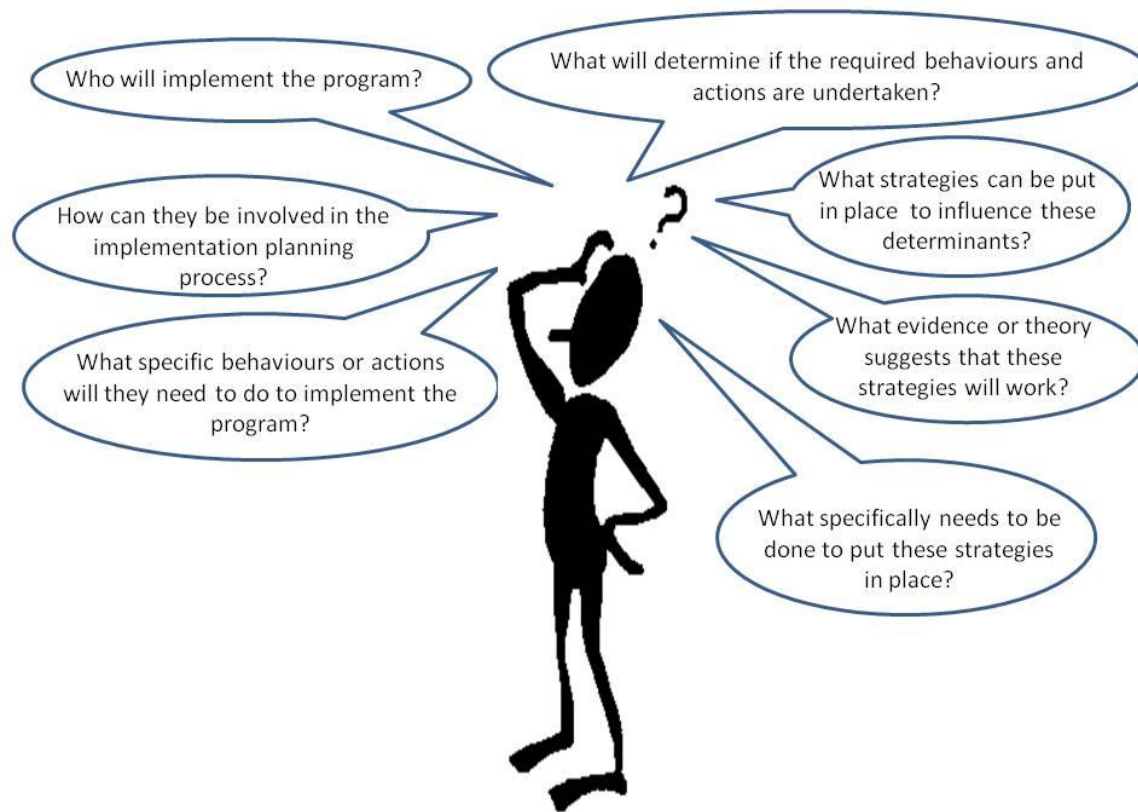 Who will implement the program?
How can they be involved in the
implementation planning
process?
What specific behaviours or actions
will they need to do to implement the
program?
What will determine if the required behaviours and
actions are undertaken?
What strategies can be put
in place to influence these
determinants?
What evidence or theory
suggests that these
strategies will work?
What specifically needs to be
done to put these strategies
in place?
?